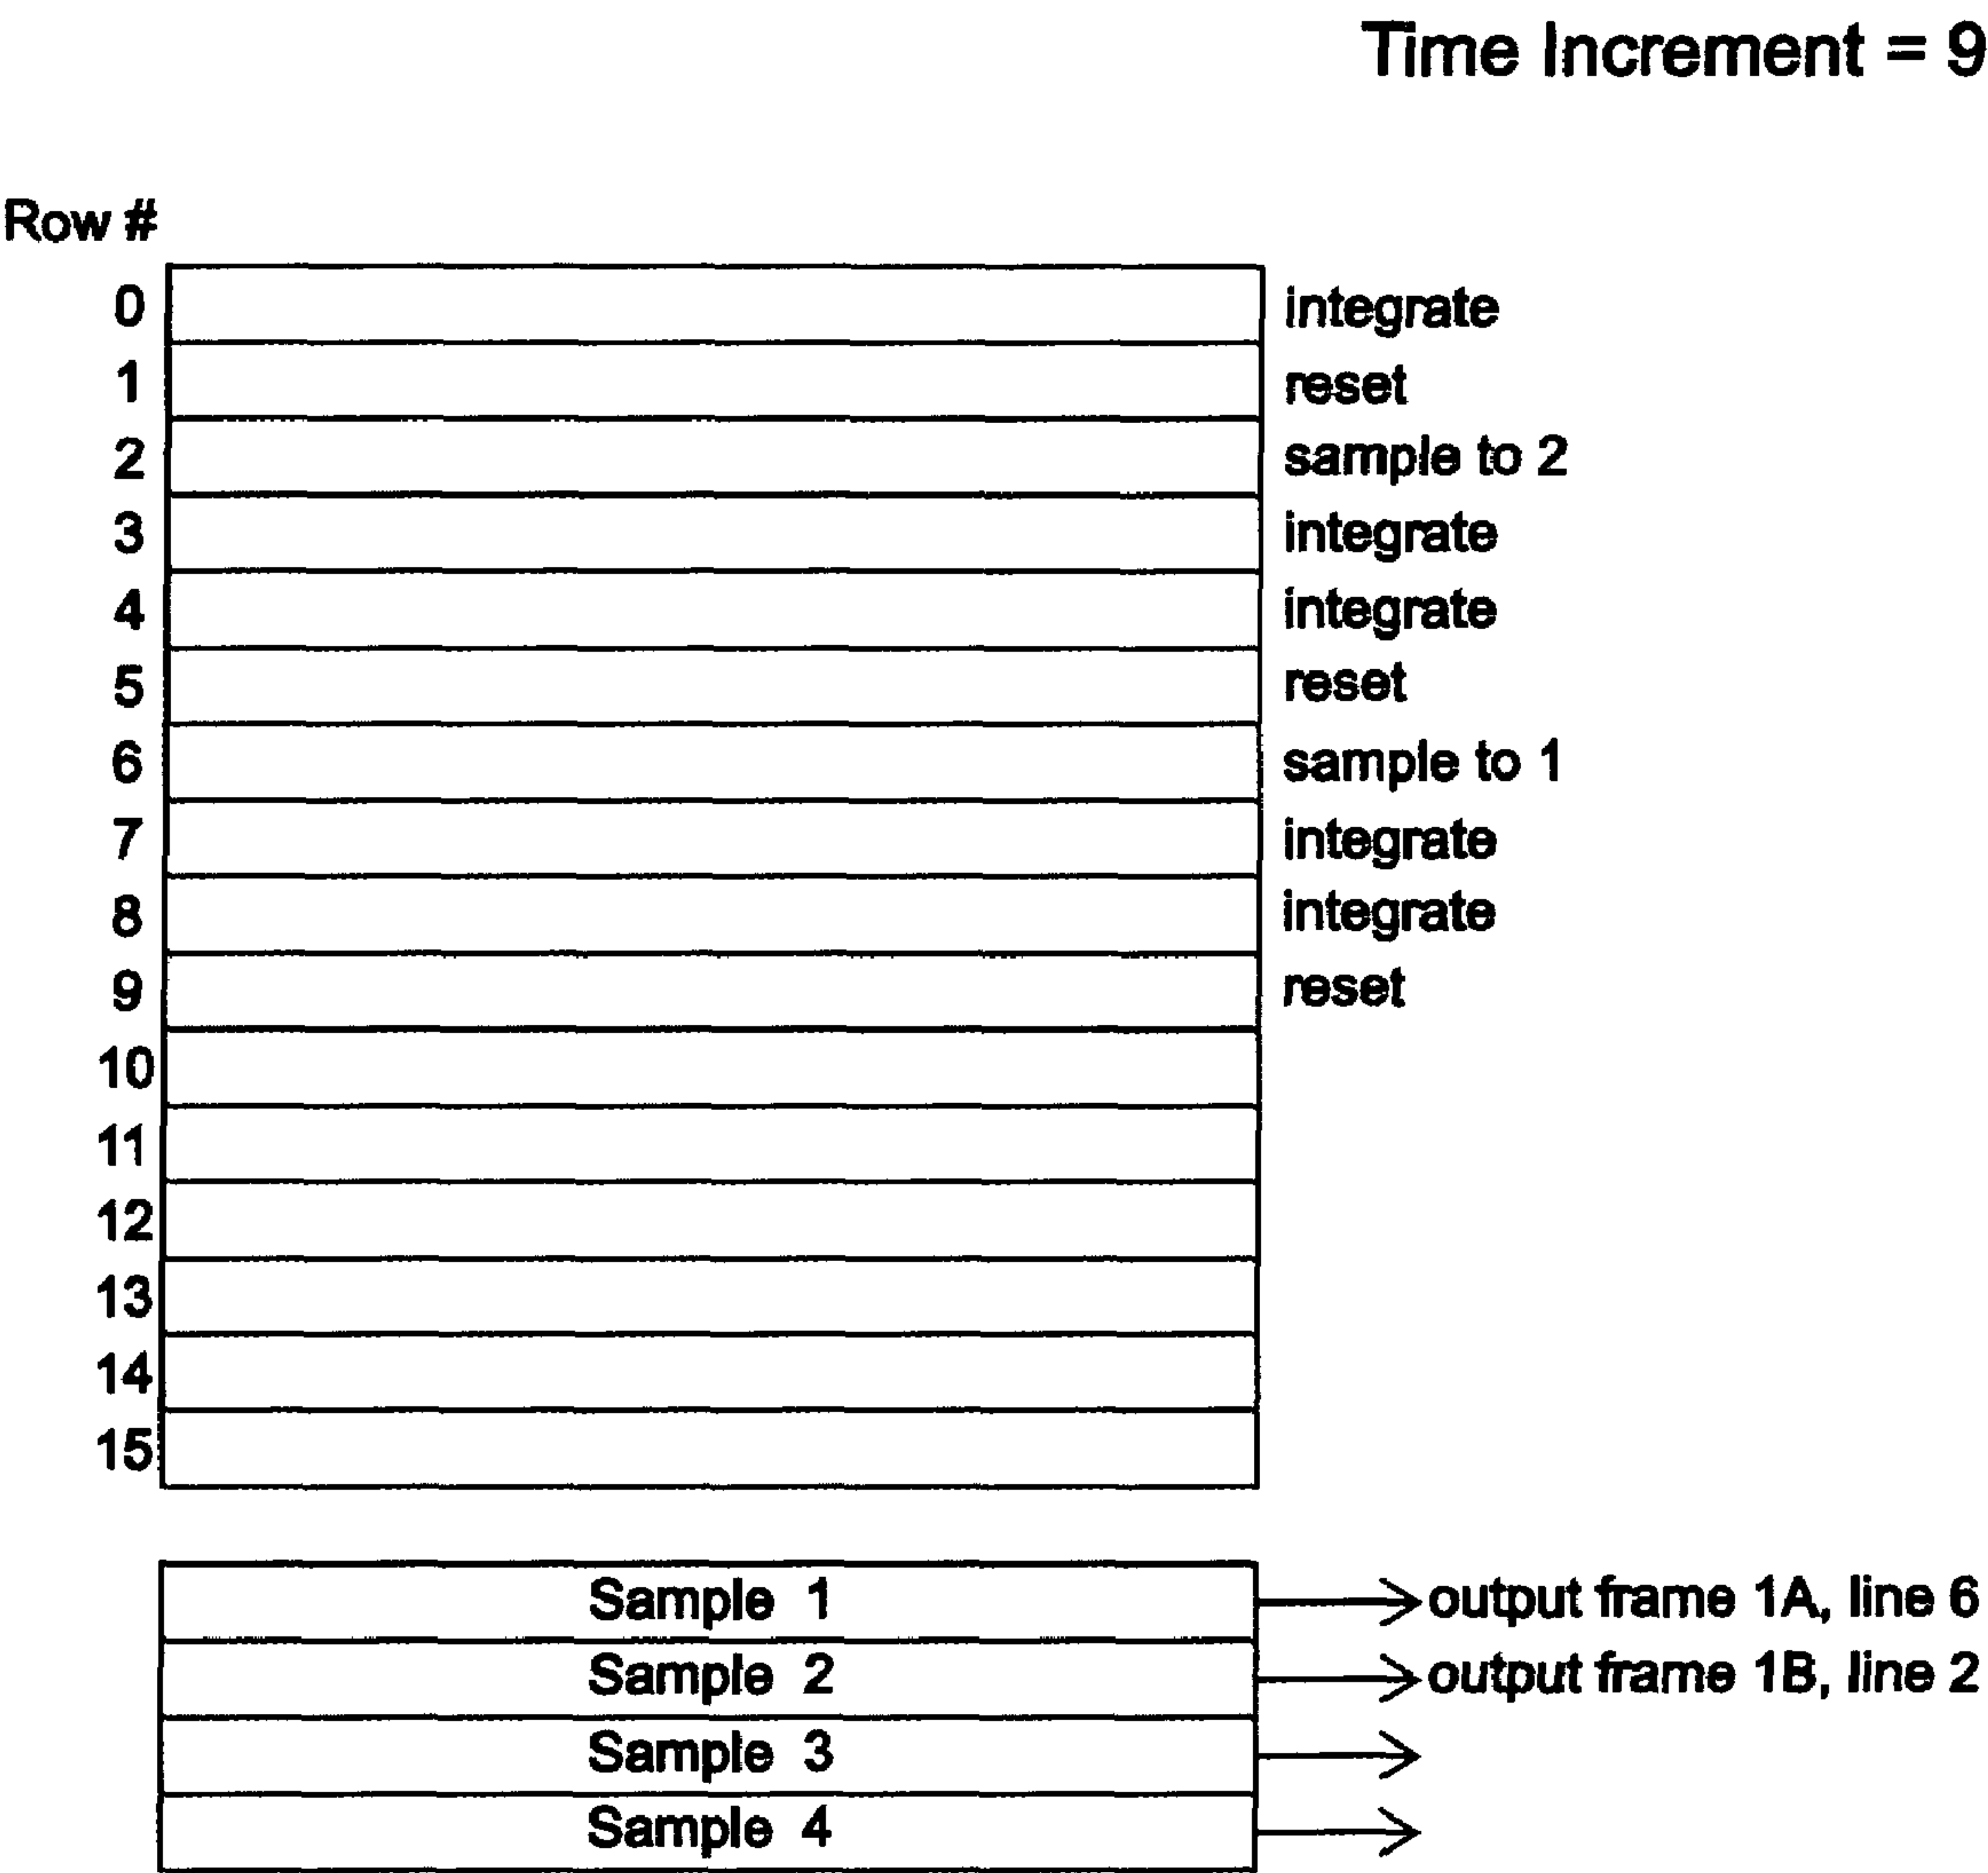 Time Increment = 9
Row #
0 integrate
1 reset
2 sample to 2
3 integrate
4 integrate
5 reset
6 sample to 1
7 integrate
8 integrate
9 reset
10
11
12
13
14
15
Sample 1 output frame 1A, line 6
Sample 2 output frame 1B, line 2
Sample 3
Sample 4